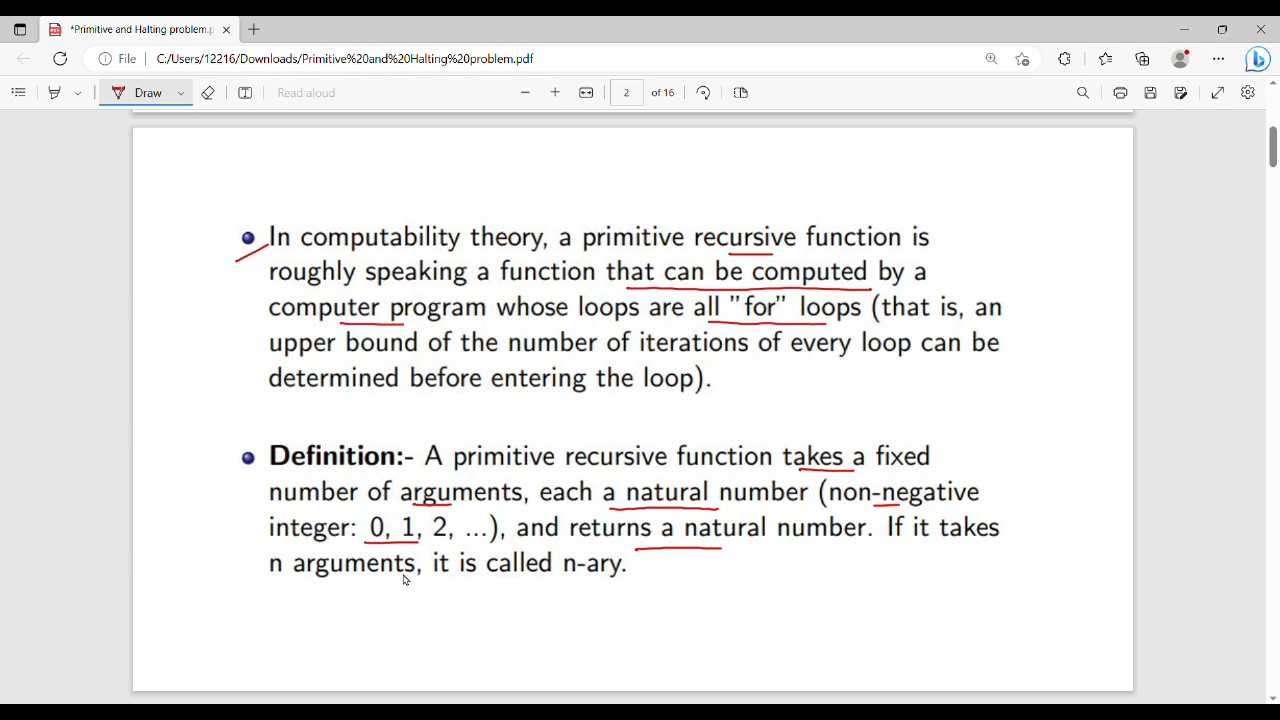 *Primitive and Halting problem.p
File
C:/Users/12216/Downloads/Primitive%20and%20Halting%20problem.pdf
Draw
Read aloud
2
of 16
In computability theory, a primitive recursive function is
roughly speaking a function that can be computed by a
computer program whose loops are all "for" loops (that is, an
upper bound of the number of iterations of every loop can be
determined before entering the loop).
Definition:- A primitive recursive function takes a fixed
number of arguments, each a natural number (non-negative
integer: 0, 1, 2, ...), and returns a natural number. If it takes
n arguments, it is called n-ary.